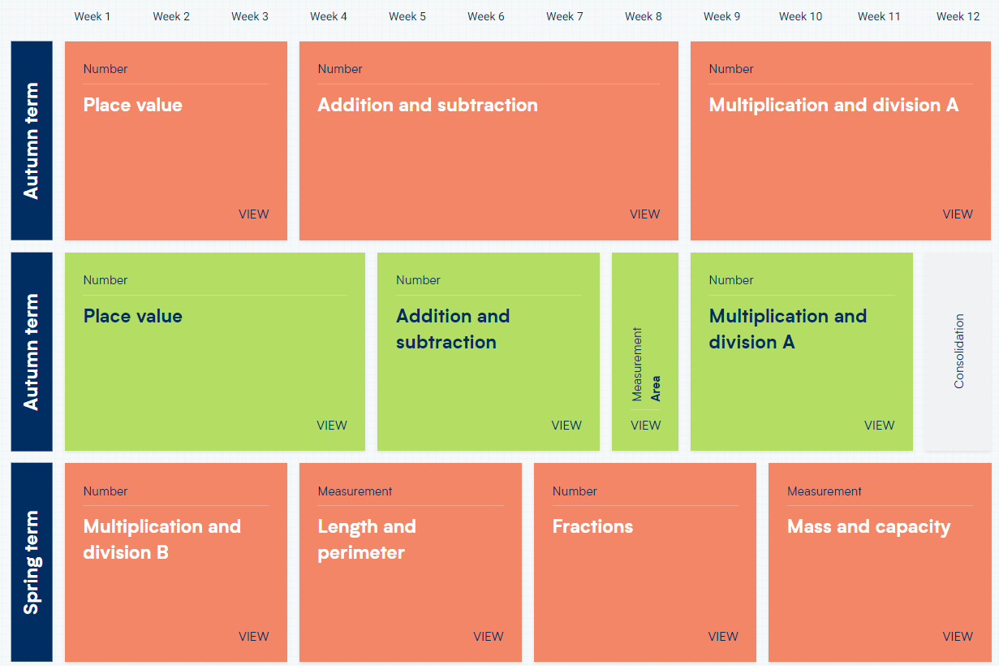 Week 1 Week 2 Week 3 Week 4 Week 5 Week 6 Week 7 Week 8 Week 9 Week 10 Week 11 Week 12
Autumn term
Number
Place value
VIEW
Number
Addition and subtraction
VIEW
Number
Multiplication and division A
VIEW
Autumn term
Number
Place value
VIEW
Number
Addition and
subtraction
VIEW
Measurement
Area
VIEW
Number
Multiplication and
division A
VIEW
Consolidation
Spring term
Number
Multiplication and
division B
VIEW
Measurement
Length and
perimeter
VIEW
Number
Fractions
VIEW
Measurement
Mass and capacity
VIEW